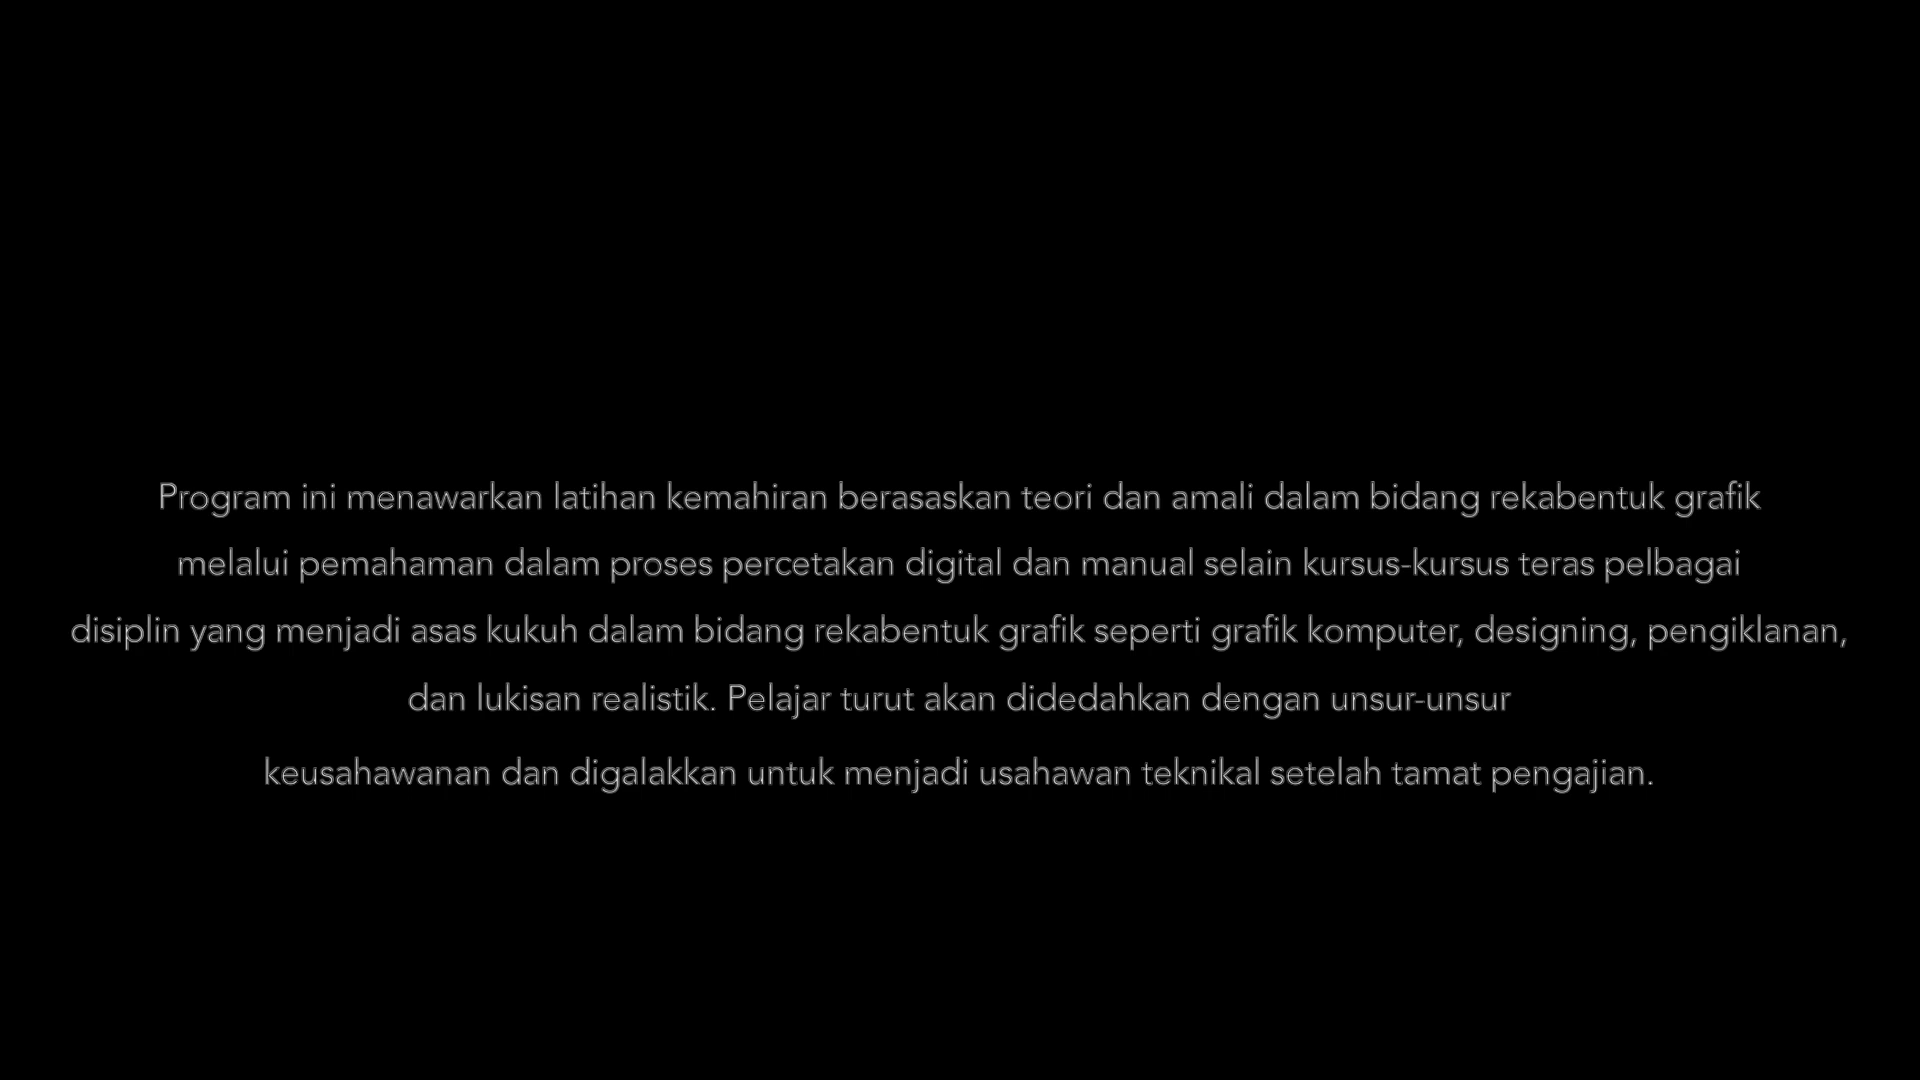 Program ini menawarkan latihan kemahiran berasaskan teori dan amali dalam bidang rekabentuk grafik
melalui pemahaman dalam proses percetakan digital dan manual selain kursus-kursus teras pelbagai
disiplin yang menjadi asas kukuh dalam bidang rekabentuk grafik seperti grafik komputer, designing, pengiklanan,
dan lukisan realistik. Pelajar turut akan didedahkan dengan unsur-unsur
keusahawanan dan digalakkan untuk menjadi usahawan teknikal setelah tamat pengajian.